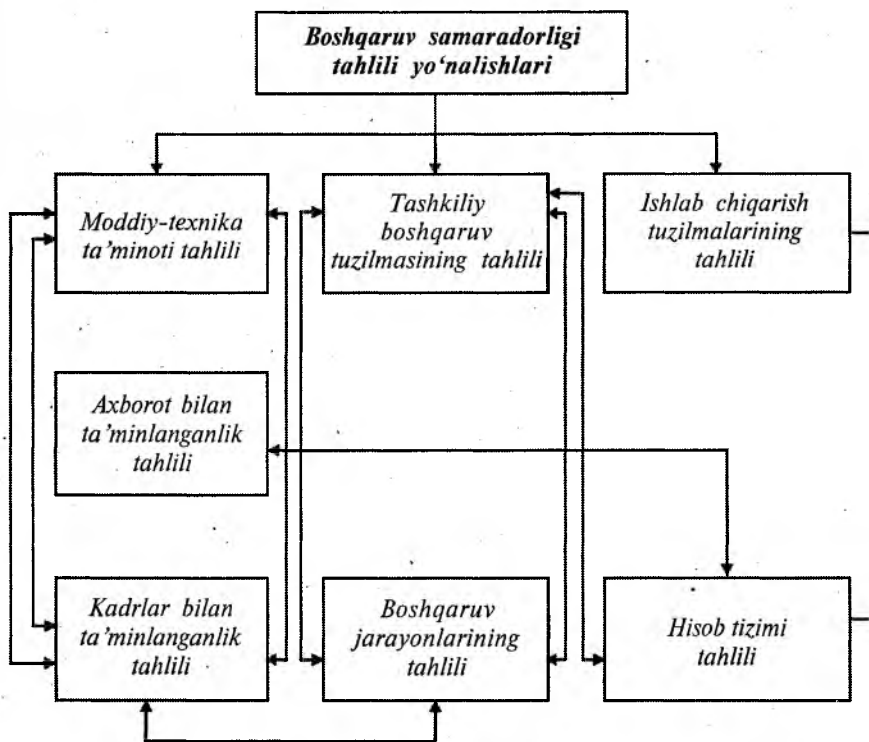 Boshqaruv samaradorligi
tahlili yo‘nalishlari
Moddiy-texnika
ta’minoti tahlili
Tashkiliy
boshqaruv
tuzilmasining tahlili
Ishlab chiqarish
tuzilmalarining
tahlili
Axborot bilan
ta’minlanganlik
tahlili
Kadrlar bilan
ta’minlanganlik
tahlili
Boshqaruv
jarayonlarining
tahlili
Hisob tizimi
tahlili